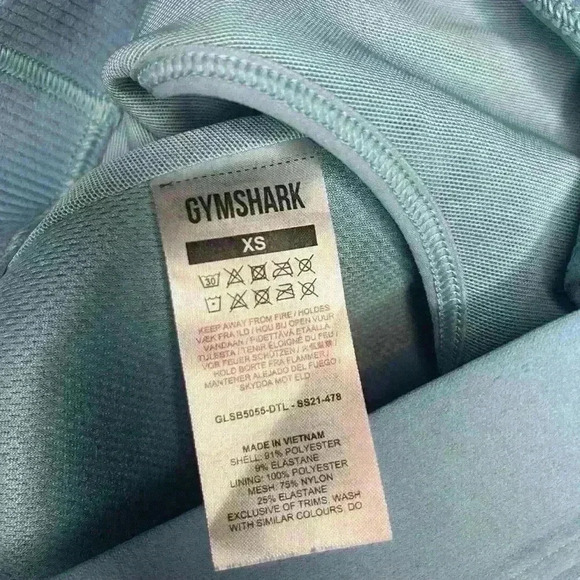 GYMSHARK
XS
30
KEEP AWAY FROM FIRE / HOLDES
VÆK FRA ILD / HOU BIJ OPEN VUUR
VANDAAN / PIDETTÄVÄ ETÄÄLLÄ
TULESTA / TENIR ÉLOIGNÉ DU FEU /
VOR FEUER SCHÜTZEN /
HOLD BORTE FRA FLAMMER /
MANTENER ALEJADO DEL FUEGO /
SKYDDA MOT ELD
GLSB5055-DTL - SS21-478
MADE IN VIETNAM
SHELL: 91% POLYESTER
9% ELASTANE
LINING: 100% POLYESTER
MESH: 75% NYLON
25% ELASTANE
EXCLUSIVE OF TRIMS. WASH
WITH SIMILAR COLOURS. DO